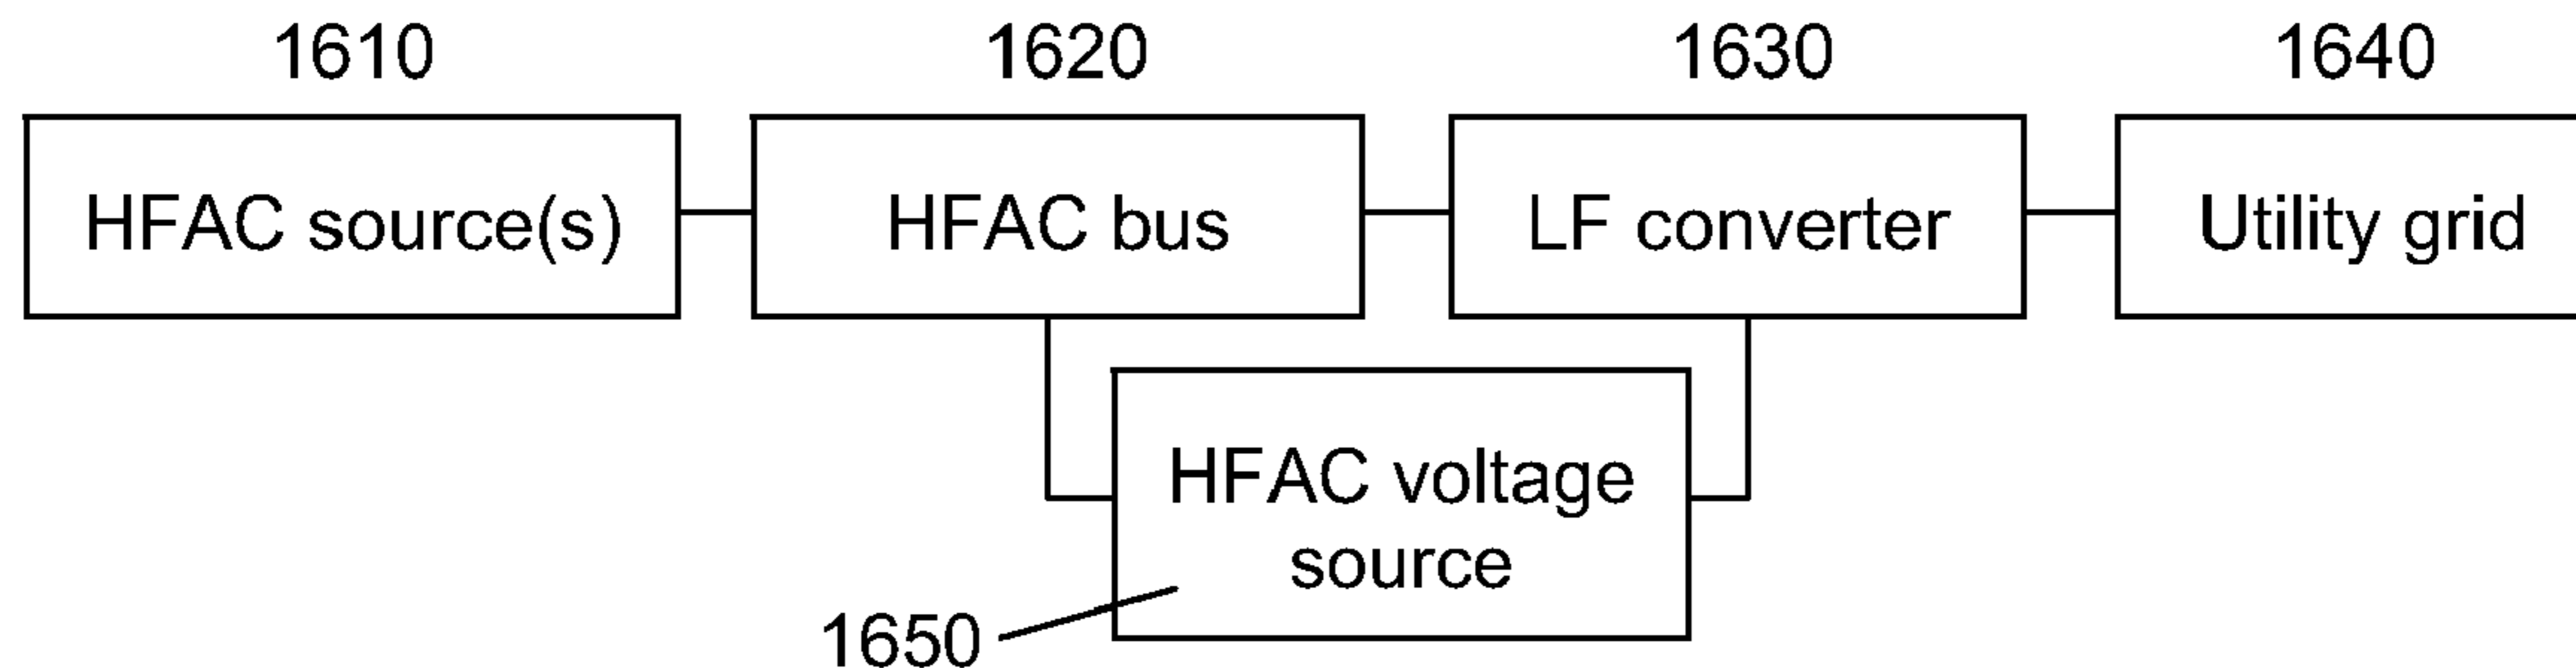 1610
1620
1630
1640
HFAC source(s)
HFAC bus
LF converter
Utility grid
HFAC voltage
source
1650